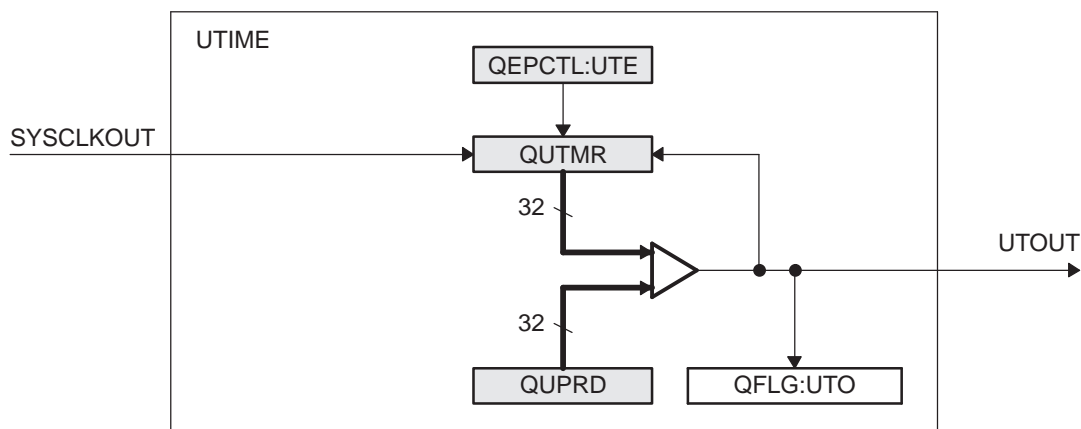 UTIME
QEPCTL:UTE
SYSCLKOUT
QUTMR
32
UTOUT
32
QUPRD
QFLG:UTO